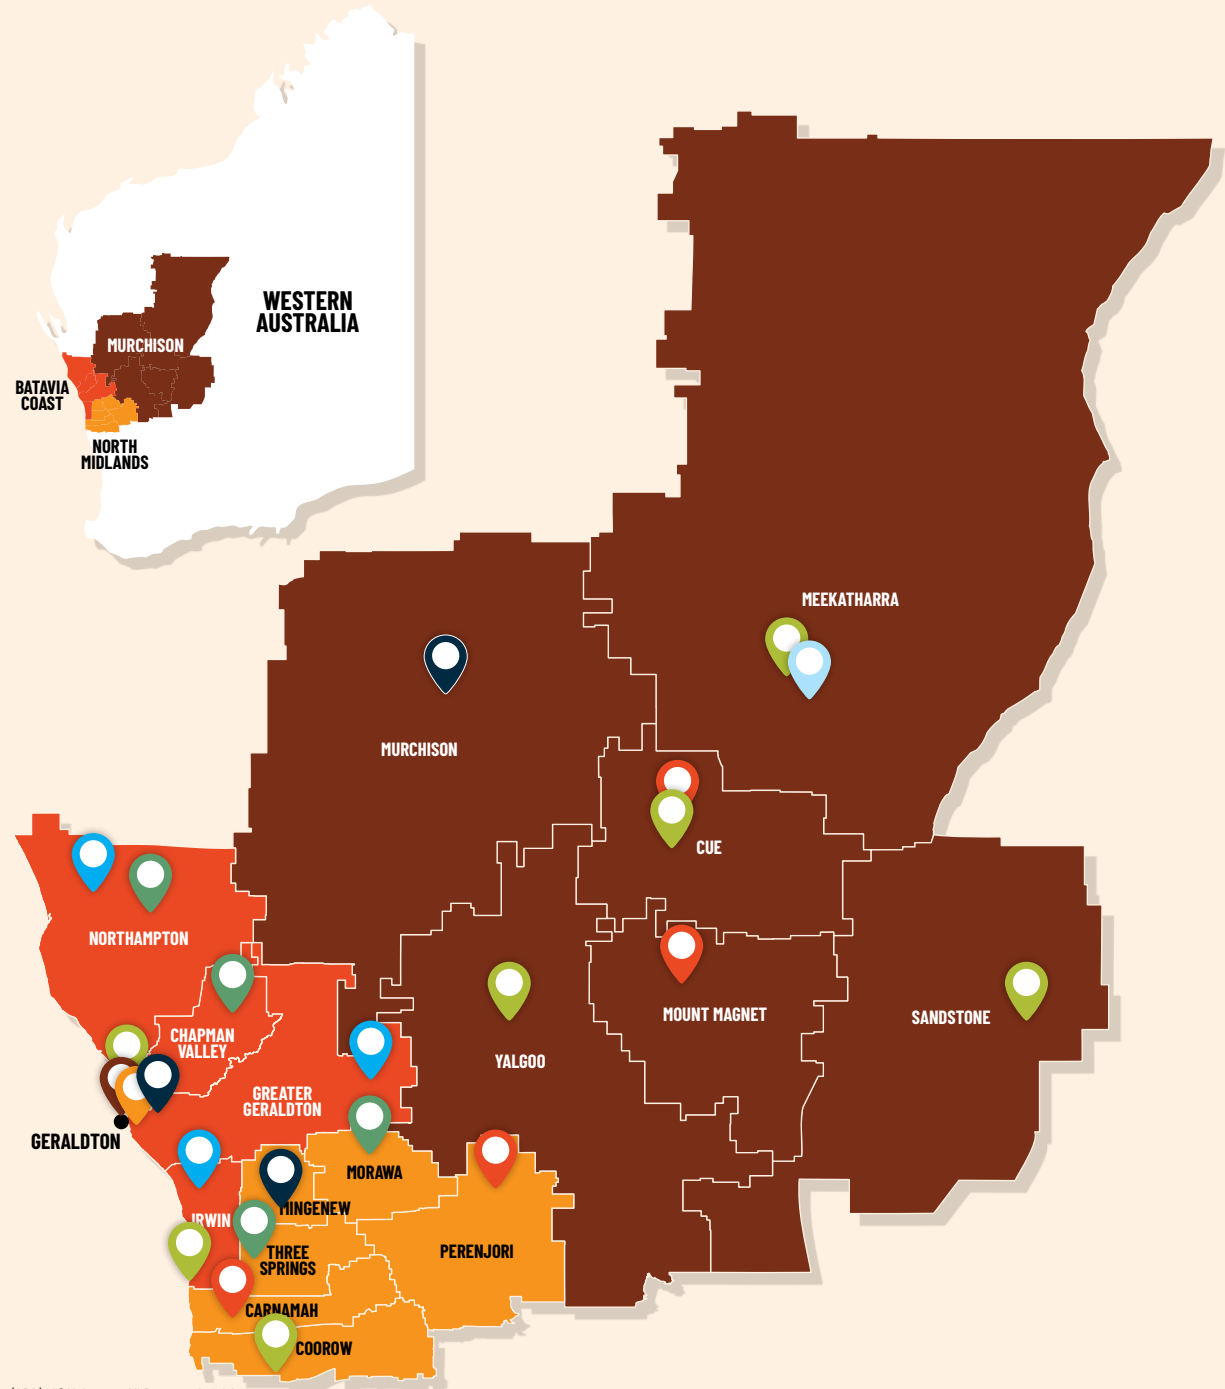 WESTERN
AUSTRALIA
MURCHISON
BATAVIA
COAST
NORTH
MIDLANDS
MEEKATHARRA
MURCHISON
CUE
NORTHAMPTON
MOUNT MAGNET
SANDSTONE
CHAPMAN
VALLEY
YALGOO
GREATER
GERALDTON
GERALDTON
MORAWA
MINGENEW
IRWIN
THREE
SPRINGS
PERENJORI
CARNAMAH
COOROW